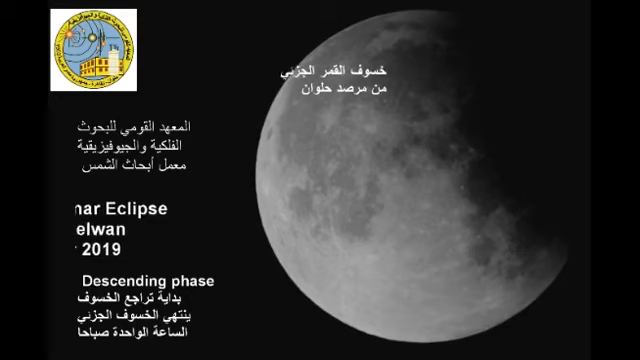 خسوف القمر الجزئي
من مرصد حلوان
المعهد القومي للبحوث
الفلكية والجيوفيزيقية
معمل أبحاث الشمس
nar Eclipse
elwan
2019
Descending phase
بداية تراجع الخسوف
ينتهي الخسوف الجزئي
الساعة الواحدة صباحا